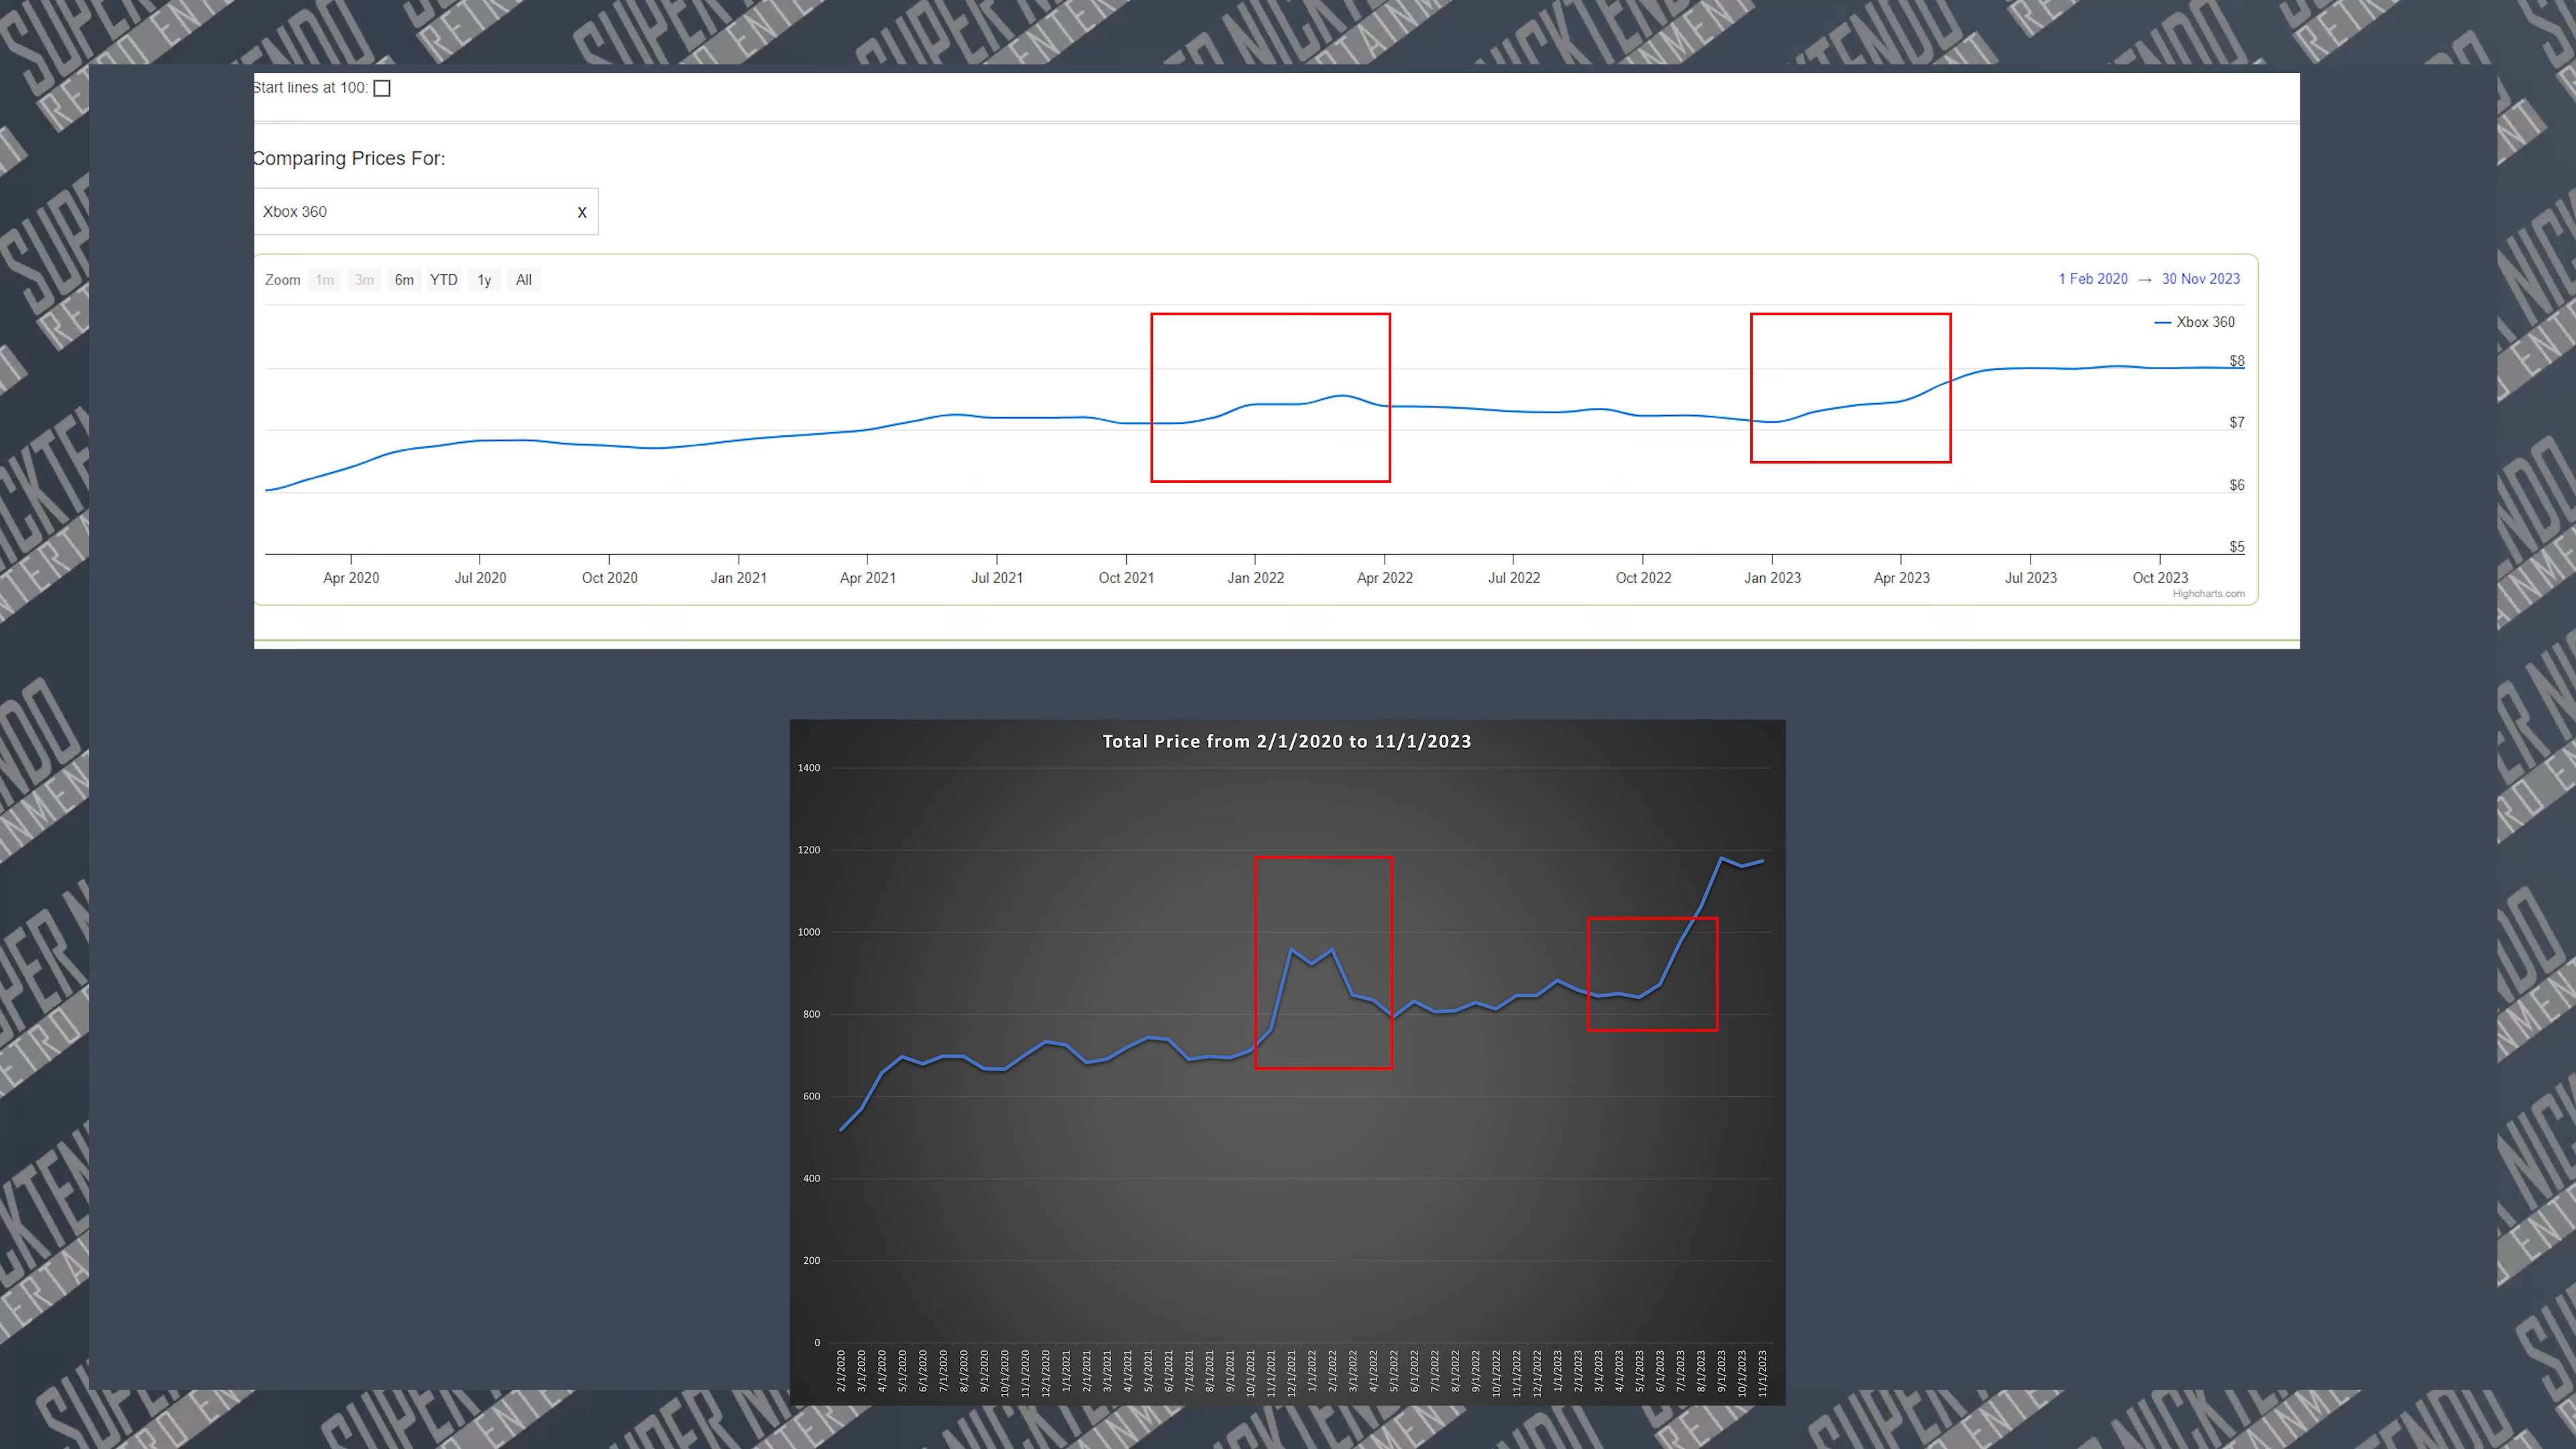 Start lines at 100:
Comparing Prices For:
Xbox 360 X
Zoom 1m 3m 6m YTD 1y All 1 Feb 2020 → 30 Nov 2023
Xbox 360
$8
$7
$6
$5
Apr 2020 Jul 2020 Oct 2020 Jan 2021 Apr 2021 Jul 2021 Oct 2021 Jan 2022 Apr 2022 Jul 2022 Oct 2022 Jan 2023 Apr 2023 Jul 2023 Oct 2023
Highcharts.com
Total Price from 2/1/2020 to 11/1/2023
1400
1200
1000
800
600
400
200
0
2/1/2020 3/1/2020 4/1/2020 5/1/2020 6/1/2020 7/1/2020 8/1/2020 9/1/2020 10/1/2020 11/1/2020 12/1/2020 1/1/2021 2/1/2021 3/1/2021 4/1/2021 5/1/2021 6/1/2021 7/1/2021 8/1/2021 9/1/2021 10/1/2021 11/1/2021 12/1/2021 1/1/2022 2/1/2022 3/1/2022 4/1/2022 5/1/2022 6/1/2022 7/1/2022 8/1/2022 9/1/2022 10/1/2022 11/1/2022 12/1/2022 1/1/2023 2/1/2023 3/1/2023 4/1/2023 5/1/2023 6/1/2023 7/1/2023 8/1/2023 9/1/2023 10/1/2023 11/1/2023